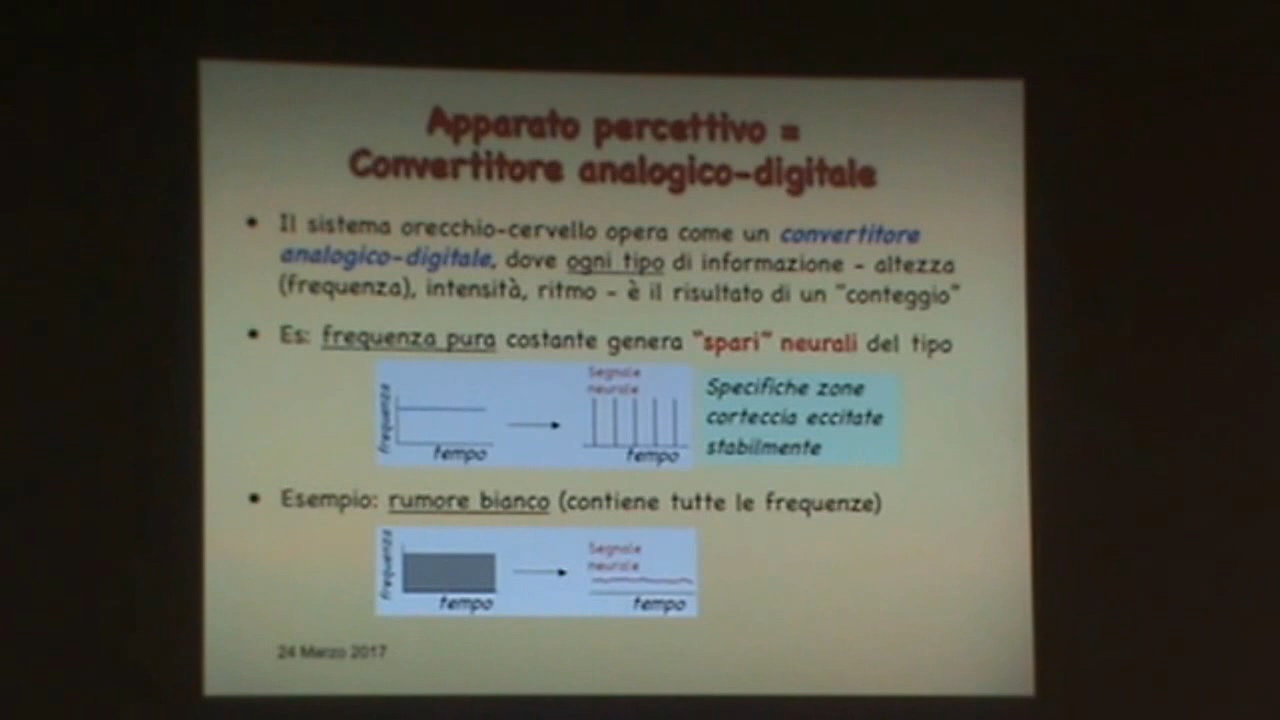 Apparato percettivo =
Convertitore analogico-digitale
• Il sistema orecchio-cervello opera come un convertitore
analogico-digitale, dove ogni tipo di informazione - altezza
(frequenza), intensità, ritmo - è il risultato di un "conteggio"
• Es: frequenza pura costante genera "spari" neurali del tipo
frequenza
tempo
Segnale
neurale
tempo
Specifiche zone
corteccia eccitate
stabilmente
• Esempio: rumore bianco (contiene tutte le frequenze)
frequenza
tempo
Segnale
neurale
tempo
24 Marzo 2017